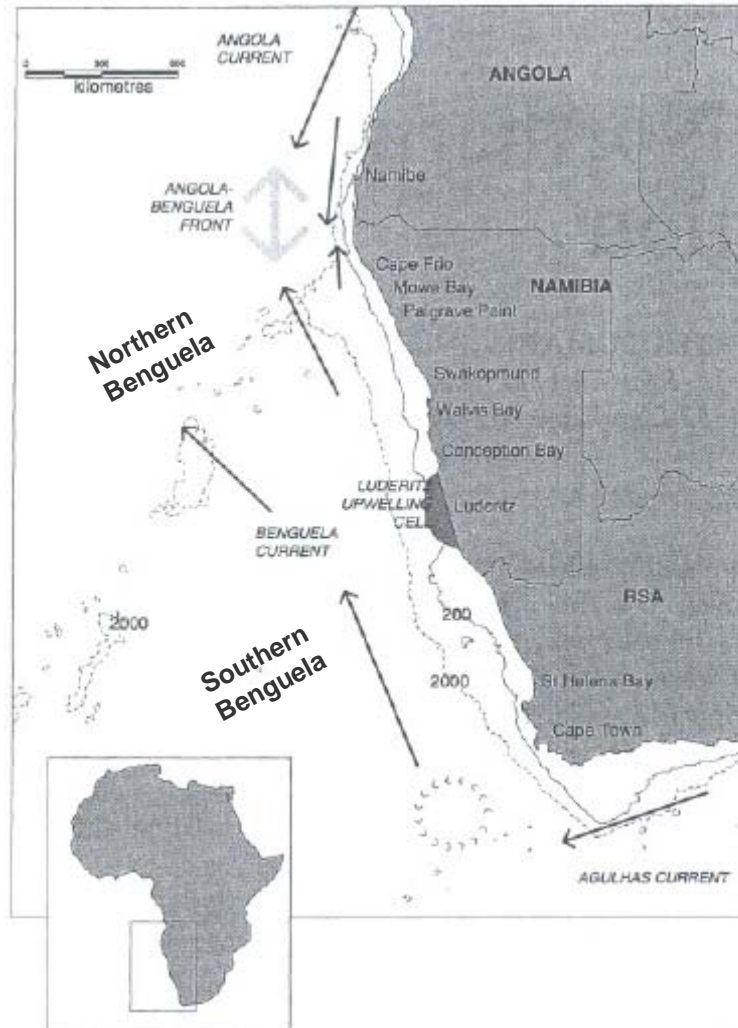 ANGOLA
CURRENT
0
kilometres
ANGOLA
Namibe
ANGOLA-
BENGUELA
FRONT
Cape Frio
Mowe Bay
Palgrave Point
NAMIBIA
Northern
Benguela
Swakopmund
Walvis Bay
Conception Bay
LUDERITZ
UPWELLING
CELL
Luderitz
BENGUELA
CURRENT
200
RSA
2000
Southern
Benguela
2000
St Helena Bay
Cape Town
AGULHAS CURRENT